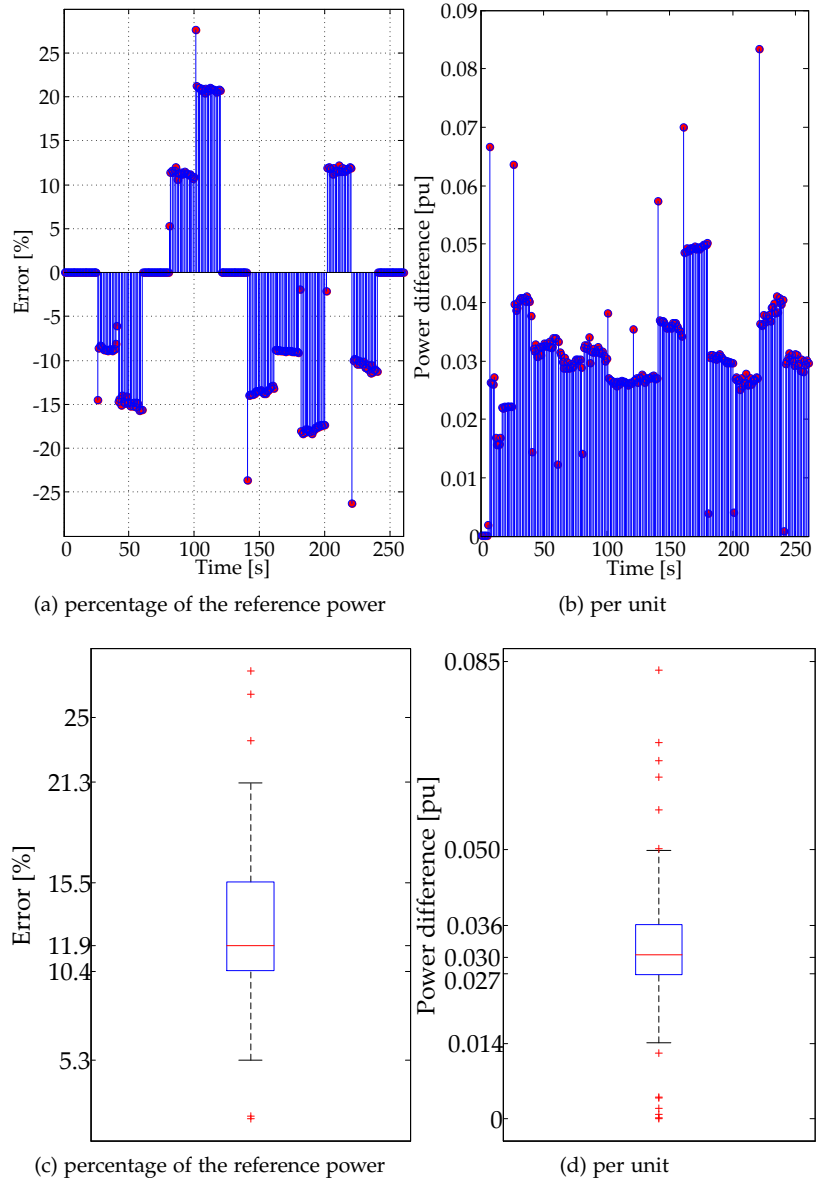 30
25
20
15
10
5
0
-5
-10
-15
-20
-25
Error [%]
0 50 100 150 200 250
Time [s]
(a) percentage of the reference power
0.09
0.08
0.07
0.06
0.05
0.04
0.03
0.02
0.01
0
Power difference [pu]
0 50 100 150 200 250
Time [s]
(b) per unit
25
21.3
15.5
11.9
10.4
5.3
Error [%]
(c) percentage of the reference power
0.085
0.050
0.036
0.030
0.027
0.014
0
Power difference [pu]
(d) per unit